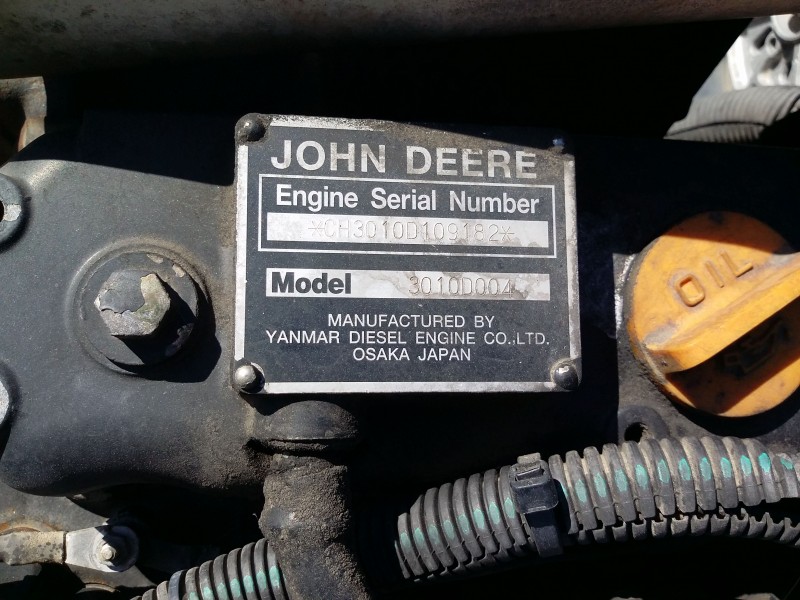 JOHN DEERE
Engine Serial Number
*CH3010D109182*
Model 3010D004
MANUFACTURED BY
YANMAR DIESEL ENGINE CO.,LTD.
OSAKA JAPAN
OIL